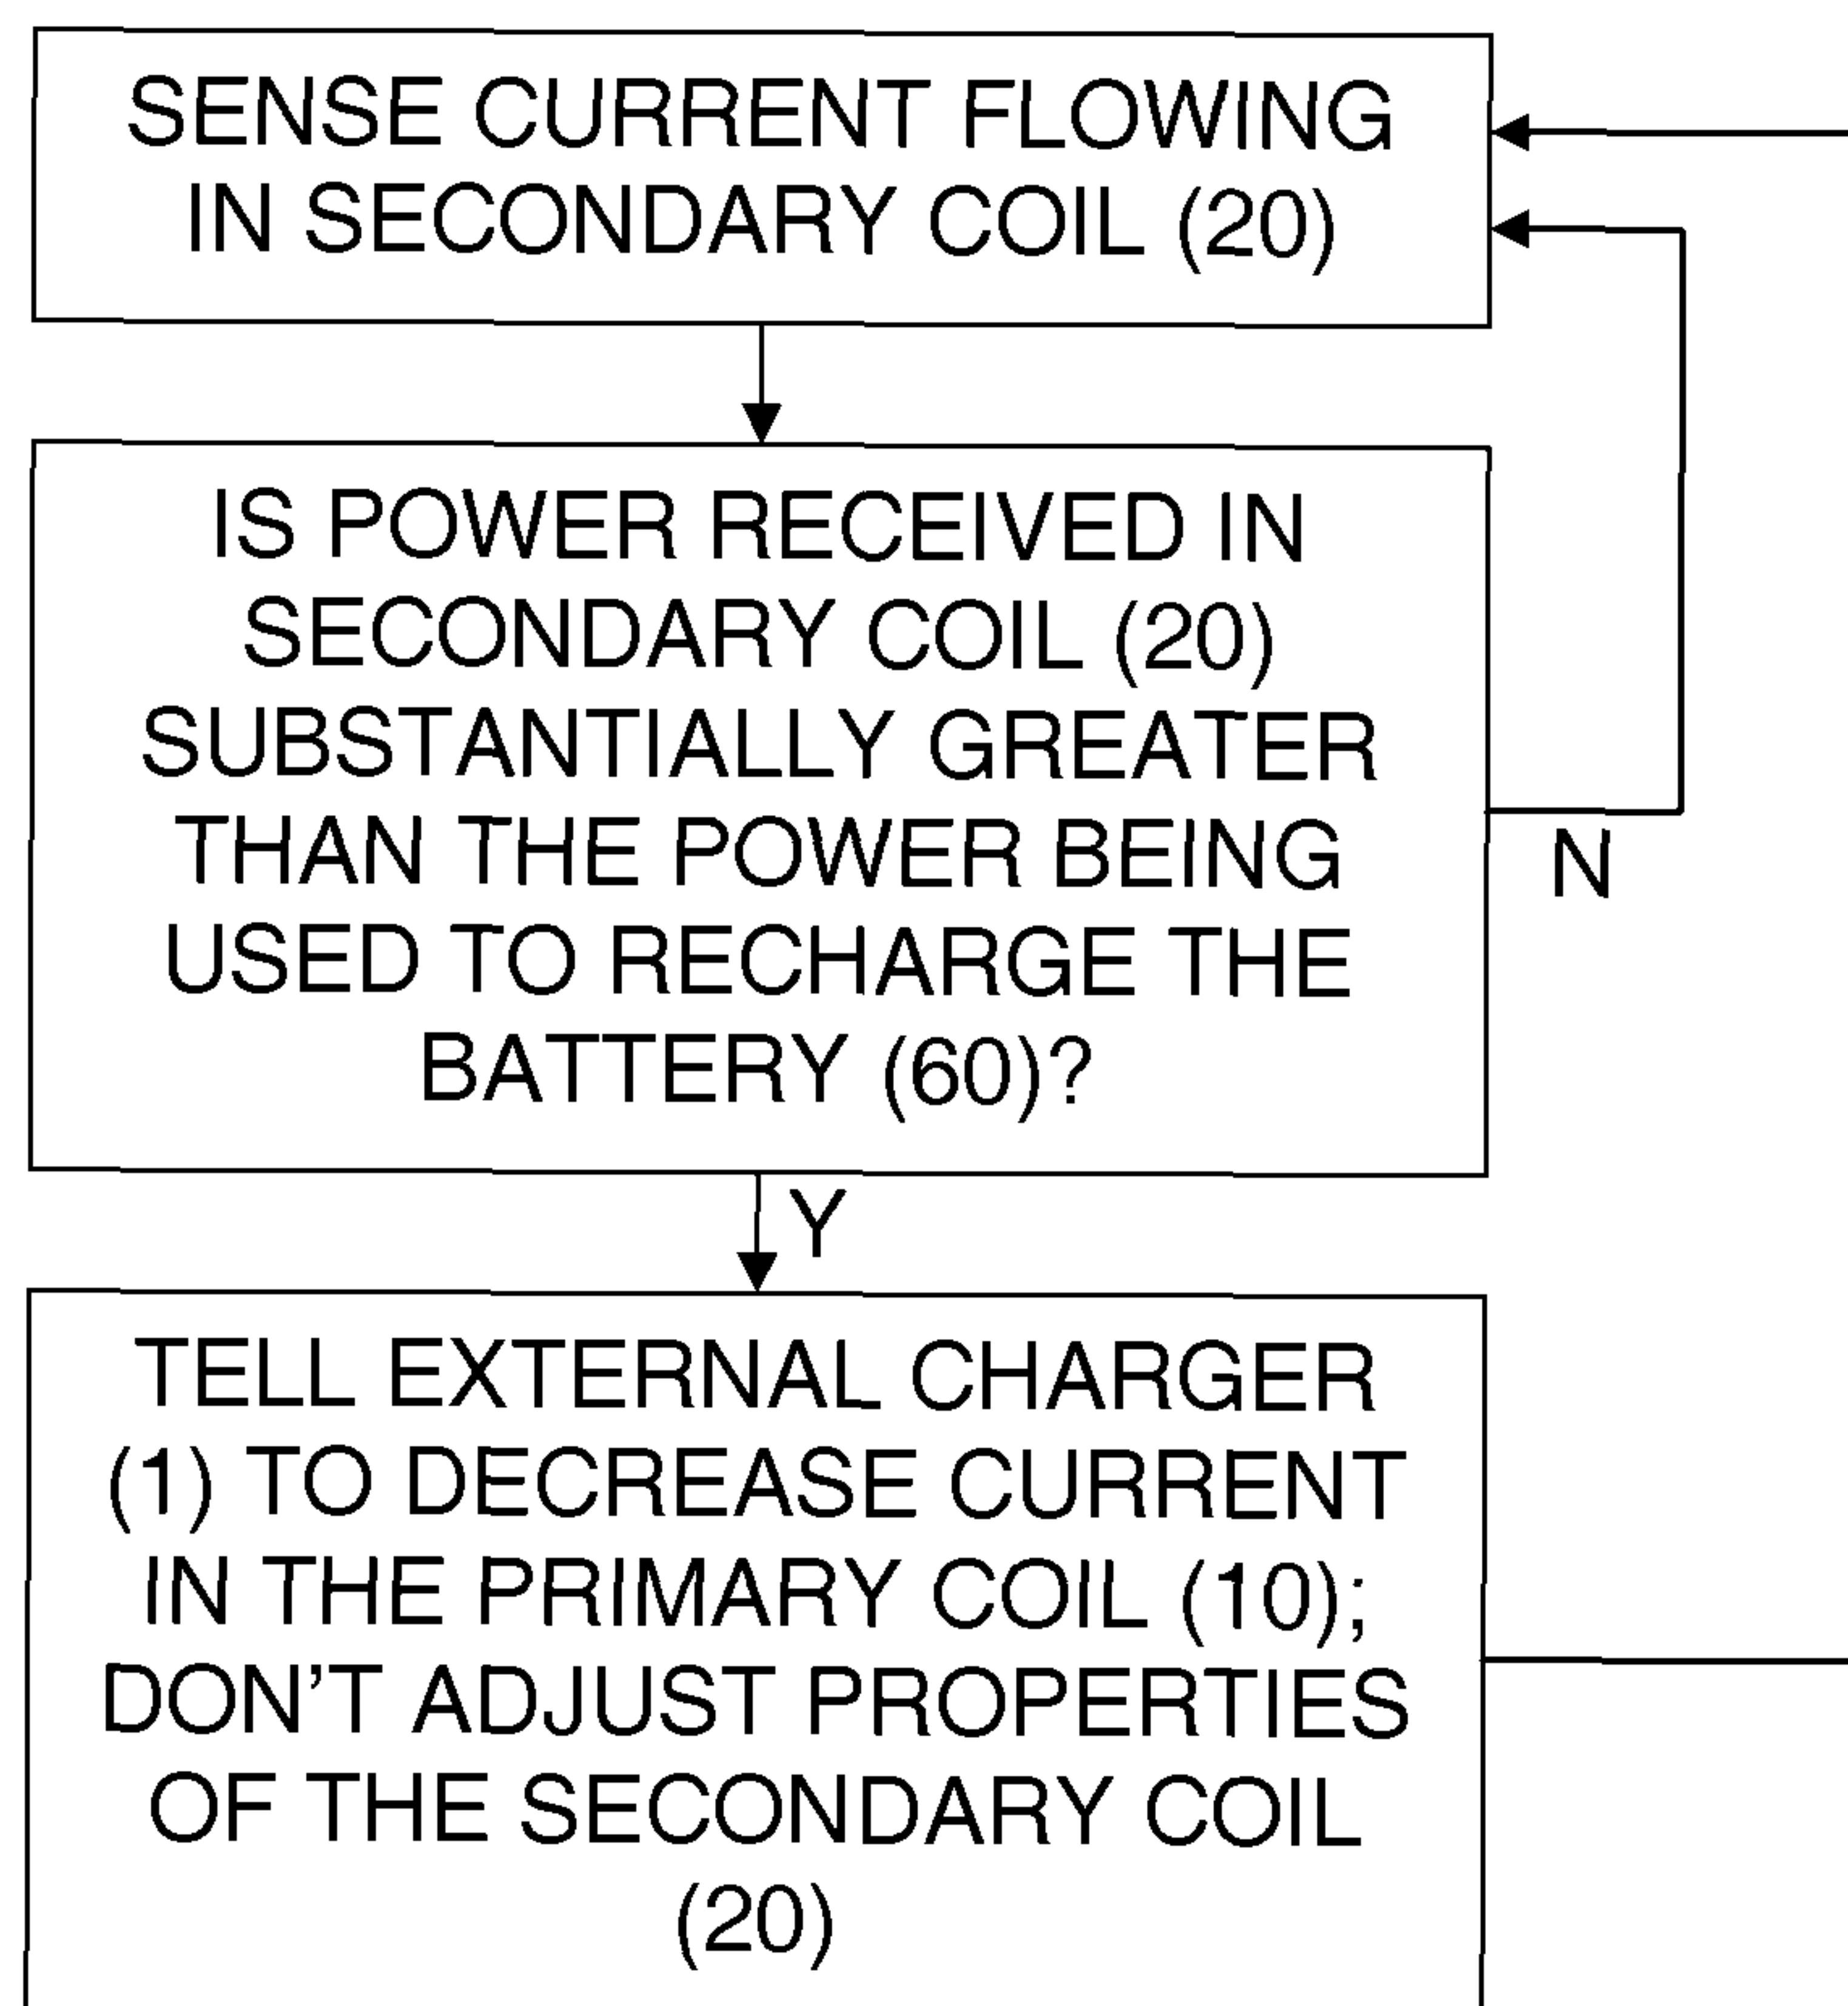 SENSE CURRENT FLOWING
IN SECONDARY COIL (20)
IS POWER RECEIVED IN
SECONDARY COIL (20)
SUBSTANTIALLY GREATER
THAN THE POWER BEING
USED TO RECHARGE THE
BATTERY (60)?
N
Y
TELL EXTERNAL CHARGER
(1) TO DECREASE CURRENT
IN THE PRIMARY COIL (10);
DON'T ADJUST PROPERTIES
OF THE SECONDARY COIL
(20)